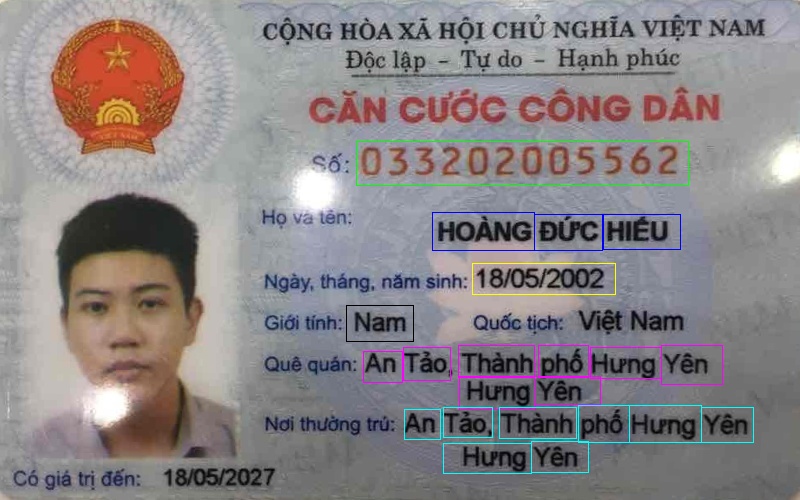 CỘNG HÒA XÃ HỘI CHỦ NGHĨA VIỆT NAM
Độc lập - Tự do - Hạnh phúc
CĂN CƯỚC CÔNG DÂN
Số: 033202005562
Họ và tên: HOÀNG ĐỨC HIẾU
Ngày, tháng, năm sinh: 18/05/2002
Giới tính: Nam Quốc tịch: Việt Nam
Quê quán: An Tảo, Thành phố Hưng Yên
Hưng Yên
Nơi thường trú: An Tảo, Thành phố Hưng Yên
Hưng Yên
Có giá trị đến: 18/05/2027